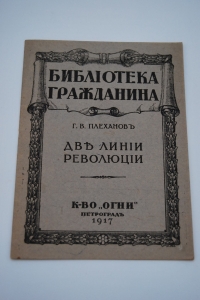 БИБЛІОТЕКА
ГРАЖДАНИНА
Г. В. ПЛЕХАНОВЪ
ДВѢ ЛИНІИ
РЕВОЛЮЦІИ
К-ВО „ОГНИ"
ПЕТРОГРАДЪ
1917